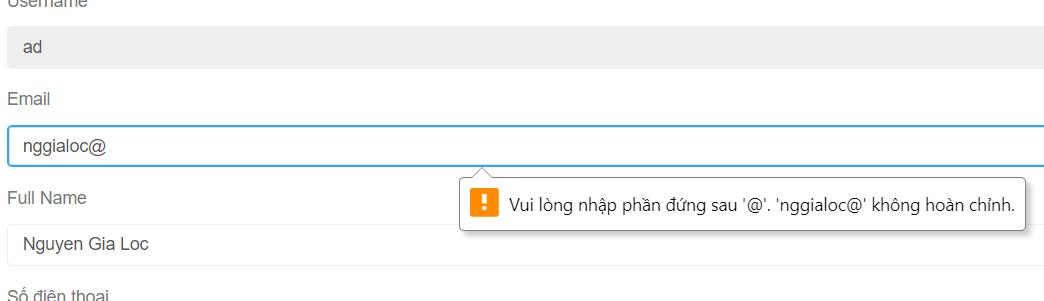 Username
ad
Email
nggialoc@
Vui lòng nhập phần đứng sau '@'. 'nggialoc@' không hoàn chỉnh.
Full Name
Nguyen Gia Loc
Số điện thoại